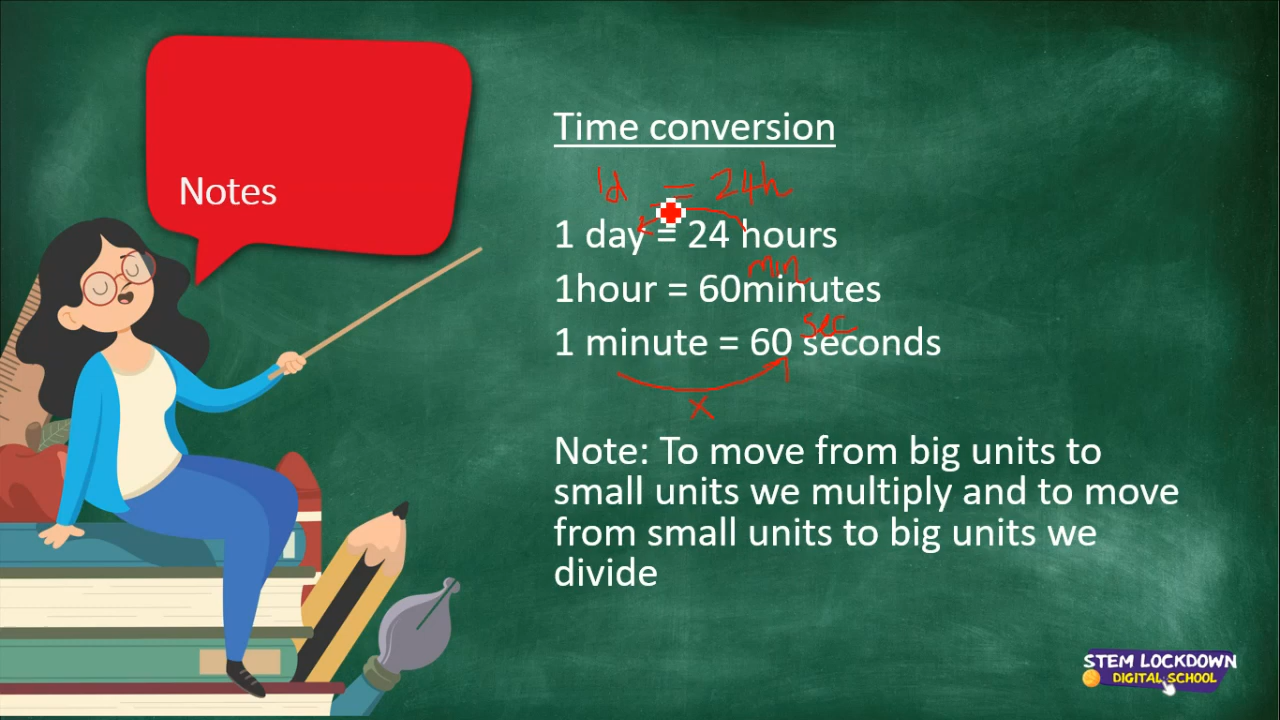 Notes
Time conversion
1d = 24h
1 day = 24 hours
min
1hour = 60minutes
sec
1 minute = 60 seconds
x
Note: To move from big units to
small units we multiply and to move
from small units to big units we
divide
STEM LOCKDOWN
DIGITAL SCHOOL